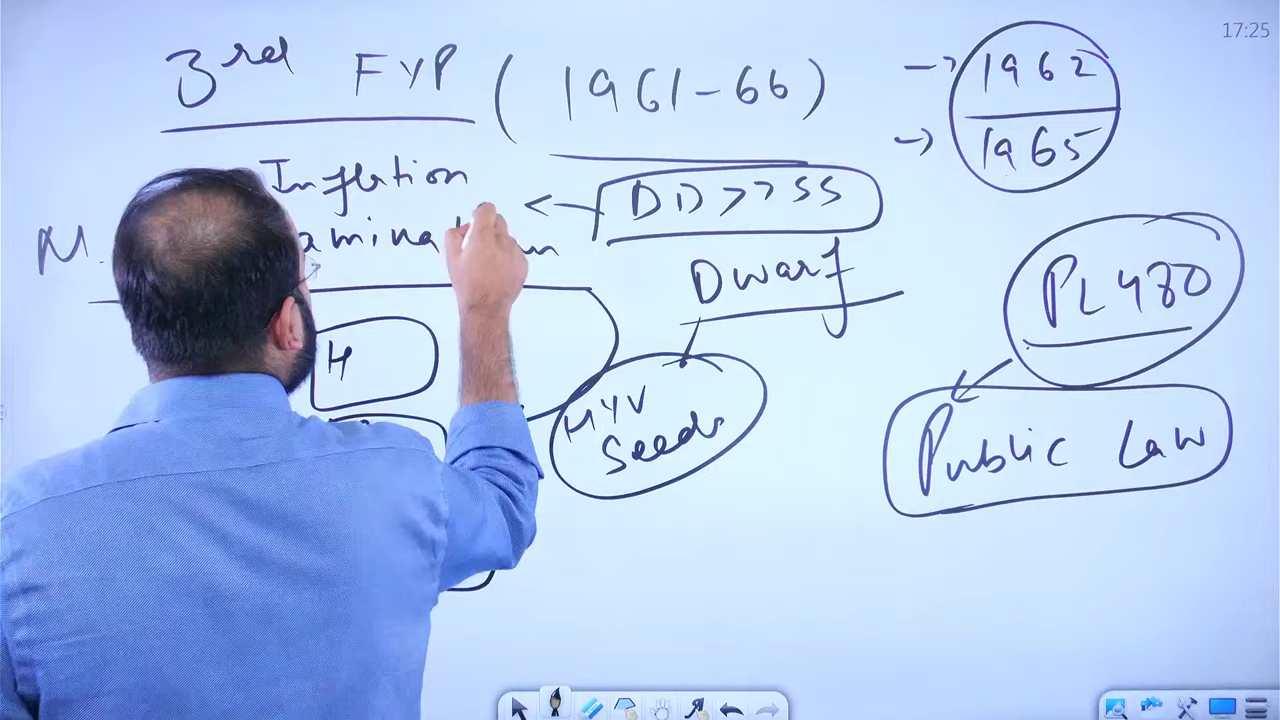 17:25
3rd FYP (1961-66) → 1962
→ 1965
Inflation ← DD >> SS
M.
Dwarf
PL 480
H
HYV
Seeds
Public Law